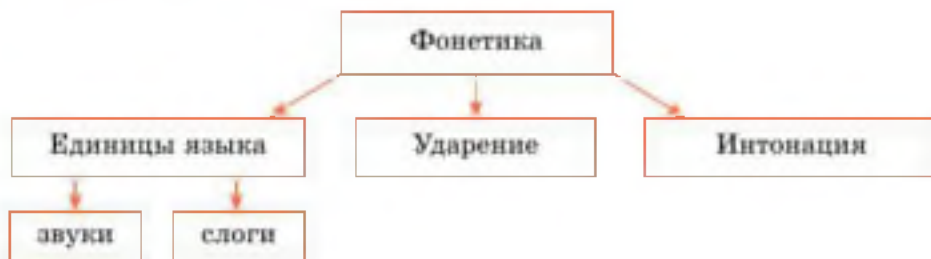 Фонетика
Единицы языка
Ударение
Интонация
звуки
слоги